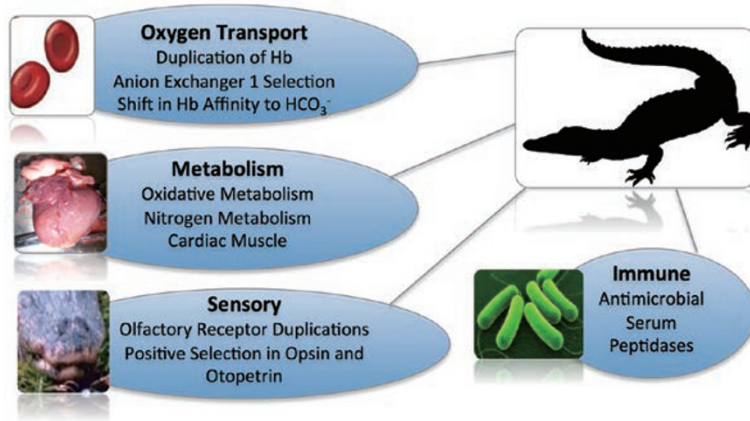 Oxygen Transport
Duplication of Hb
Anion Exchanger 1 Selection
Shift in Hb Affinity to HCO₃⁻
Metabolism
Oxidative Metabolism
Nitrogen Metabolism
Cardiac Muscle
Sensory
Olfactory Receptor Duplications
Positive Selection in Opsin and
Otopetrin
Immune
Antimicrobial
Serum
Peptidases